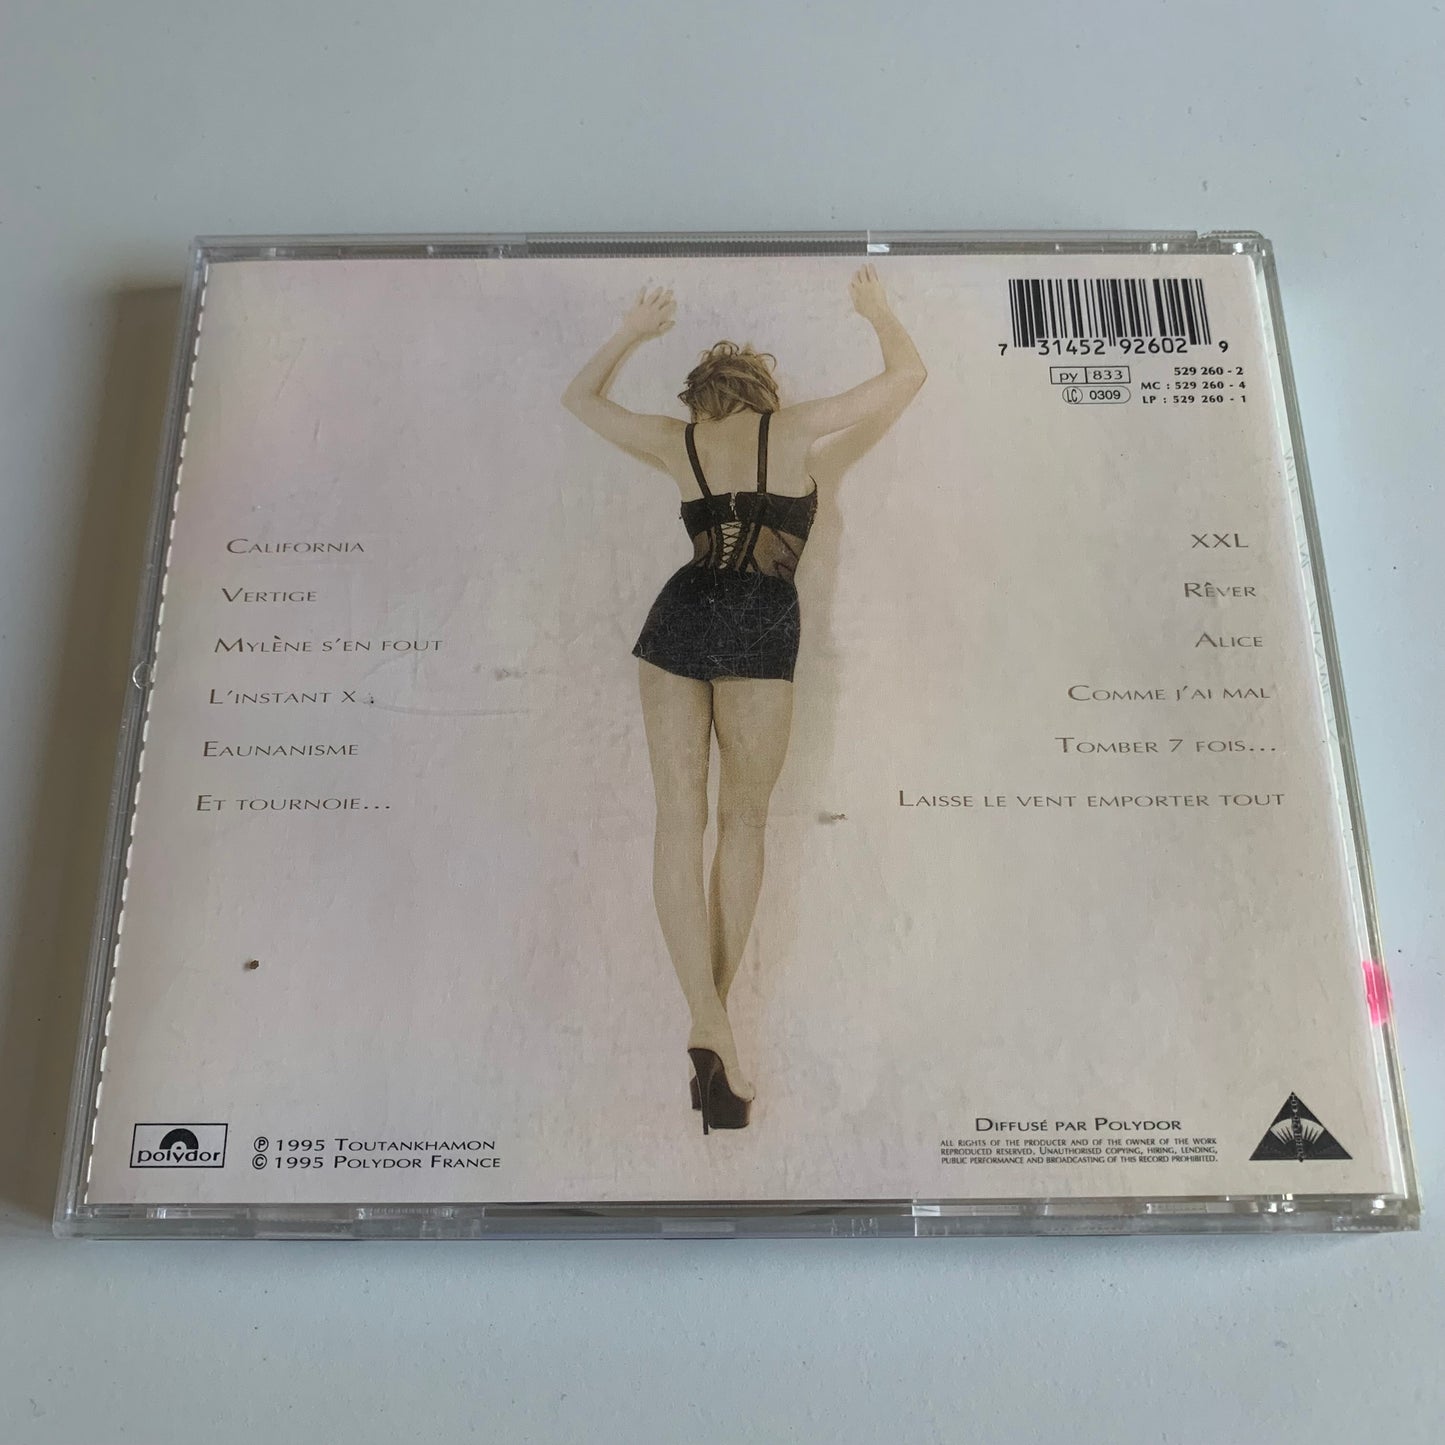 7 31452 92602 9
py 833
LC 0309
529 260 - 2
MC : 529 260 - 4
LP : 529 260 - 1
CALIFORNIA
VERTIGE
MYLÈNE S'EN FOUT
L'INSTANT X
EAUNANISME
ET TOURNOIE...
XXL
RÊVER
ALICE
COMME J'AI MAL
TOMBER 7 FOIS...
LAISSE LE VENT EMPORTER TOUT
polydor
℗ 1995 TOUTANKHAMON
© 1995 POLYDOR FRANCE
DIFFUSÉ PAR POLYDOR
ALL RIGHTS OF THE PRODUCER AND OF THE OWNER OF THE WORK
REPRODUCED RESERVED. UNAUTHORISED COPYING, HIRING, LENDING,
PUBLIC PERFORMANCE AND BROADCASTING OF THIS RECORD PROHIBITED.